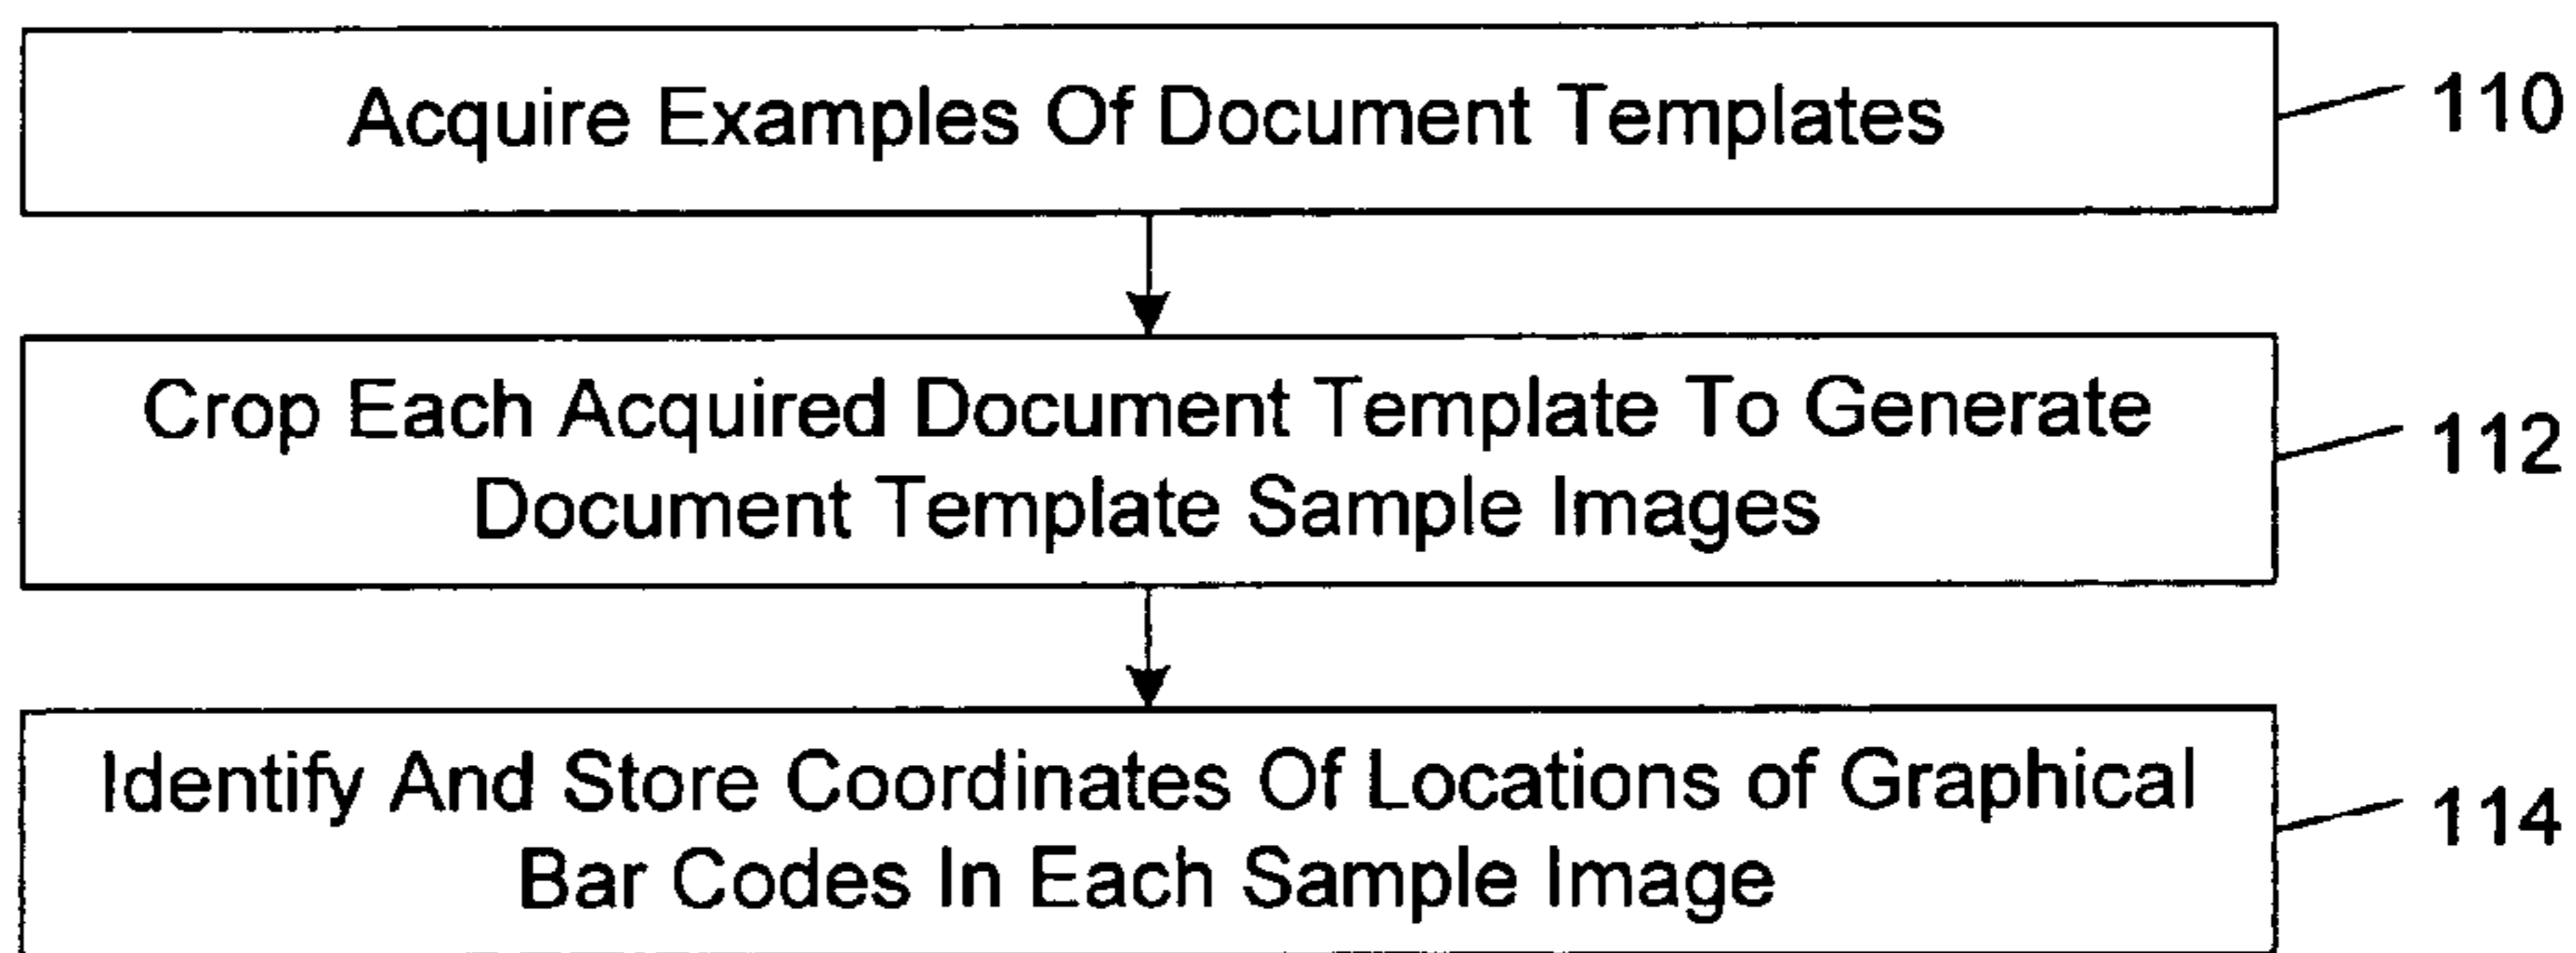 Acquire Examples Of Document Templates
110
Crop Each Acquired Document Template To Generate
Document Template Sample Images
112
Identify And Store Coordinates Of Locations of Graphical
Bar Codes In Each Sample Image
114